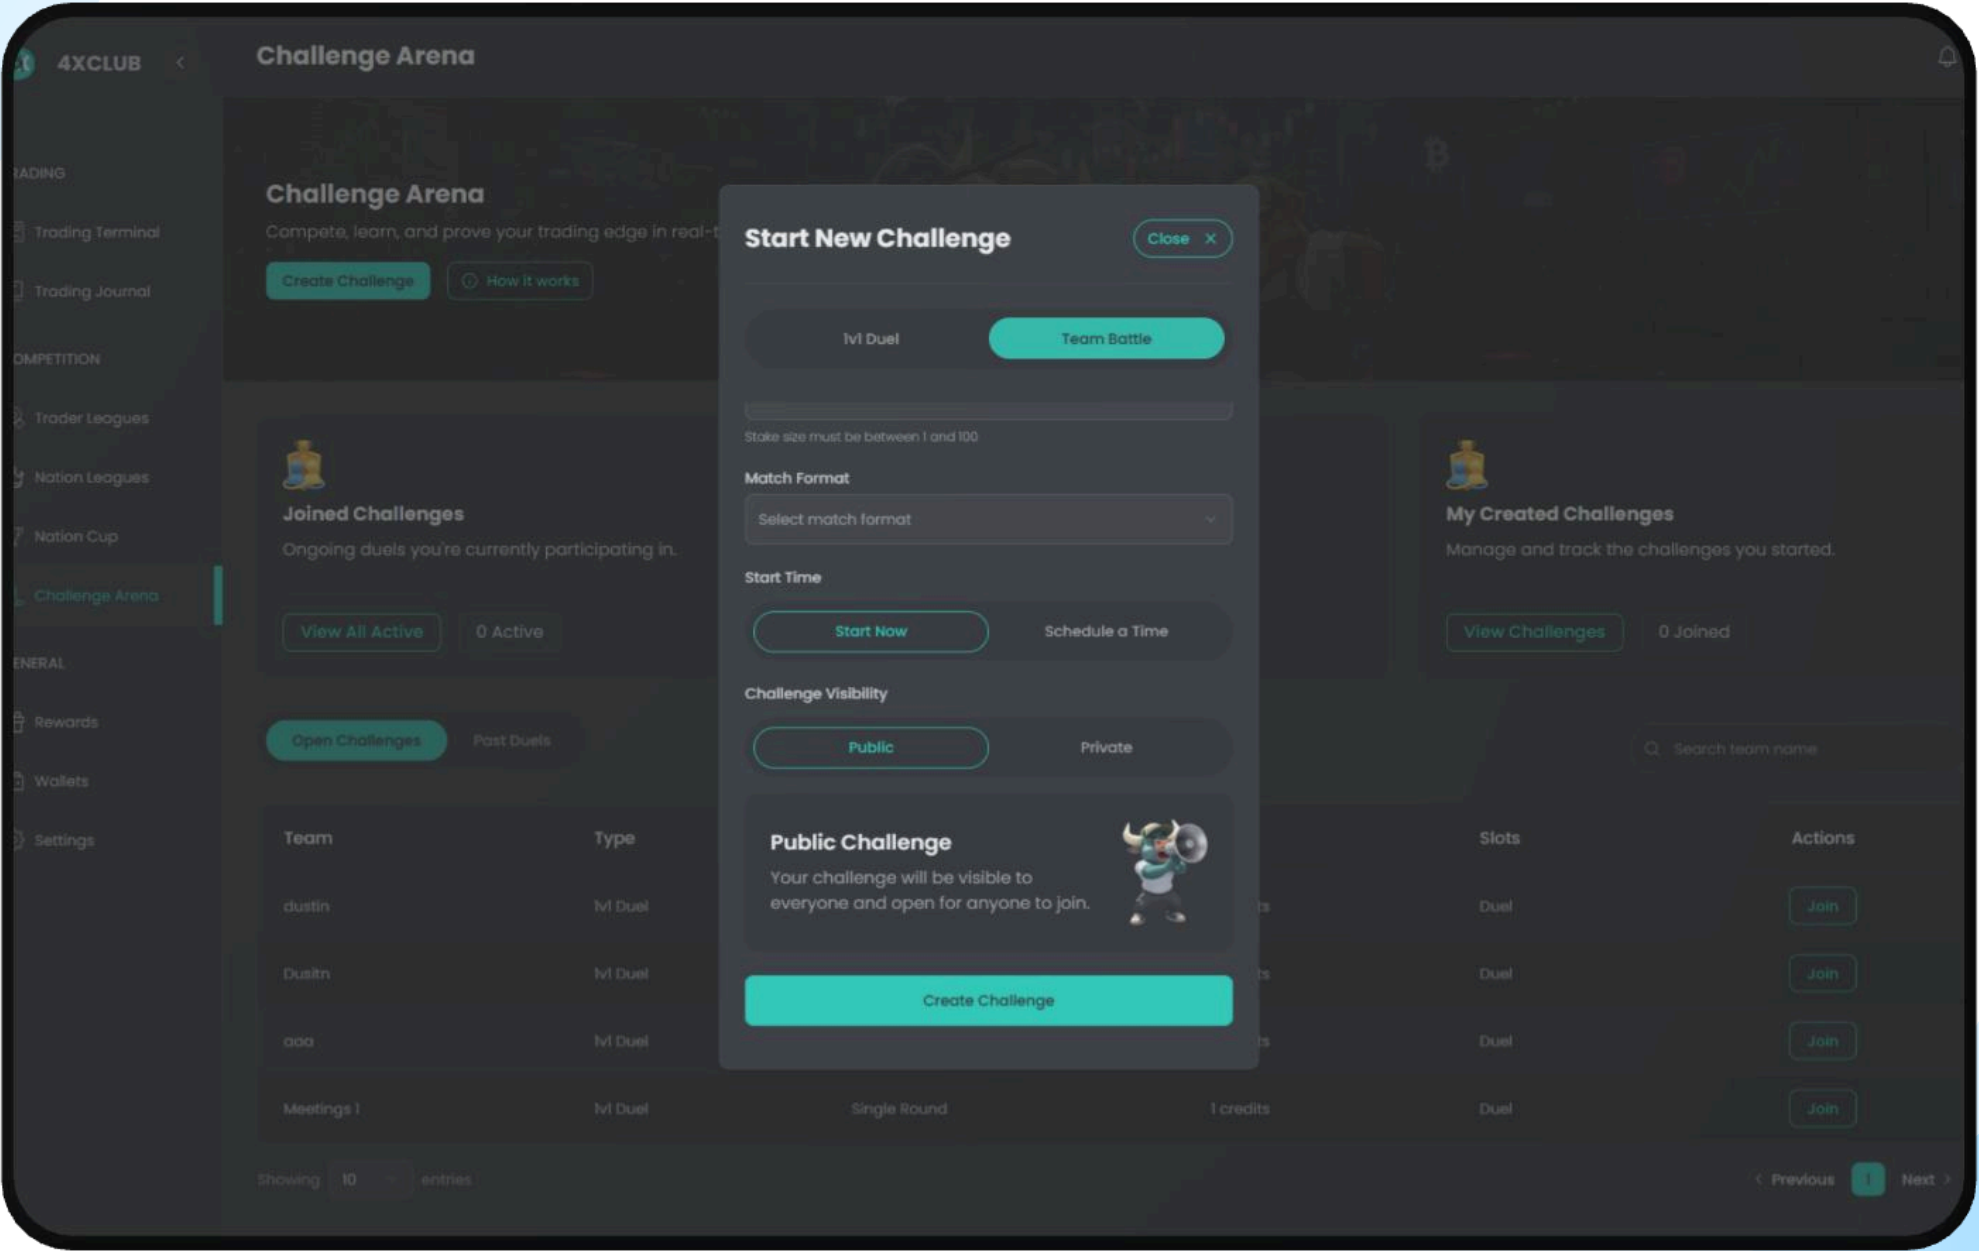 4XCLUB
Challenge Arena
RADING
Trading Terminal
Trading Journal
OMPETITION
Trader Leagues
Nation Leagues
Nation Cup
Challenge Arena
ENERAL
Rewards
Wallets
Settings
Challenge Arena
Compete, learn, and prove your trading edge in real-t
Create Challenge
How it works
Joined Challenges
Ongoing duels you're currently participating in.
View All Active
0 Active
My Created Challenges
Manage and track the challenges you started.
View Challenges
0 Joined
Open Challenges
Past Duels
Search team name
Team Type Slots Actions
dustin 1v1 Duel ts Duel Join
Dusitn 1v1 Duel ts Duel Join
aaa 1v1 Duel ts Duel Join
Meetings 1 1v1 Duel Single Round 1 credits Duel Join
Showing 10 entries
Previous 1 Next
Start New Challenge
Close X
1v1 Duel
Team Battle
Stake size must be between 1 and 100
Match Format
Select match format
Start Time
Start Now
Schedule a Time
Challenge Visibility
Public
Private
Public Challenge
Your challenge will be visible to
everyone and open for anyone to join.
Create Challenge